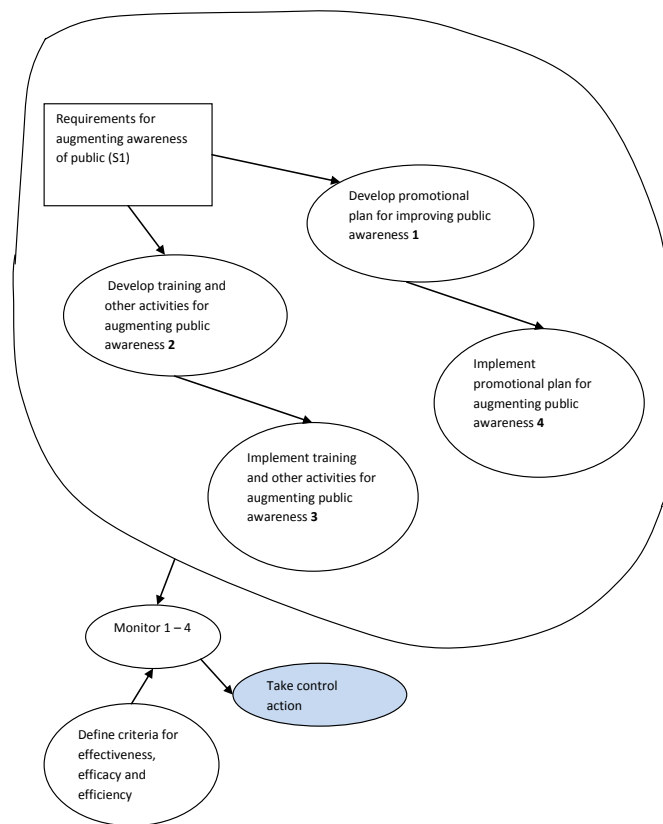 Requirements for
augmenting awareness
of public (S1)
Develop promotional
plan for improving public
awareness 1
Develop training and
other activities for
augmenting public
awareness 2
Implement
promotional plan for
augmenting public
awareness 4
Implement training
and other activities for
augmenting public
awareness 3
Monitor 1 – 4
Take control
action
Define criteria for
effectiveness,
efficacy and
efficiency